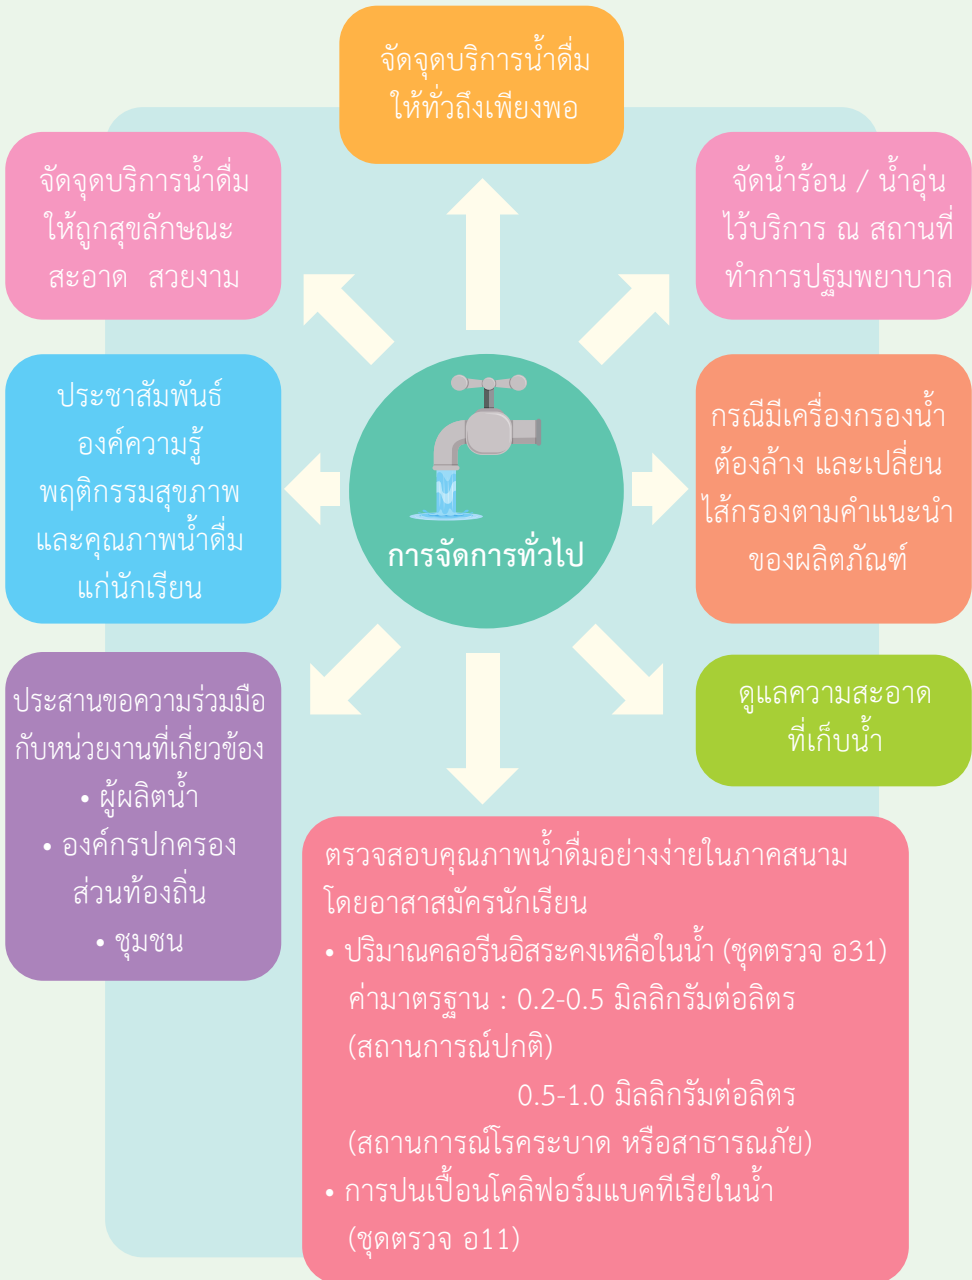 จัดจุดบริการน้ำดื่ม
ให้ทั่วถึงเพียงพอ
จัดจุดบริการน้ำดื่ม
ให้ถูกสุขลักษณะ
สะอาด สวยงาม
จัดน้ำร้อน / น้ำอุ่น
ไว้บริการ ณ สถานที่
ทำการปฐมพยาบาล
ประชาสัมพันธ์
องค์ความรู้
พฤติกรรมสุขภาพ
และคุณภาพน้ำดื่ม
แก่นักเรียน
การจัดการทั่วไป
กรณีมีเครื่องกรองน้ำ
ต้องล้าง และเปลี่ยน
ไส้กรองตามคำแนะนำ
ของผลิตภัณฑ์
ประสานขอความร่วมมือ
กับหน่วยงานที่เกี่ยวข้อง
• ผู้ผลิตน้ำ
• องค์กรปกครอง
ส่วนท้องถิ่น
• ชุมชน
ดูแลความสะอาด
ที่เก็บน้ำ
ตรวจสอบคุณภาพน้ำดื่มอย่างง่ายในภาคสนาม
โดยอาสาสมัครนักเรียน
• ปริมาณคลอรีนอิสระคงเหลือในน้ำ (ชุดตรวจ อ31)
ค่ามาตรฐาน : 0.2-0.5 มิลลิกรัมต่อลิตร
(สถานการณ์ปกติ)
0.5-1.0 มิลลิกรัมต่อลิตร
(สถานการณ์โรคระบาด หรือสาธารณภัย)
• การปนเปื้อนโคลิฟอร์มแบคทีเรียในน้ำ
(ชุดตรวจ อ11)